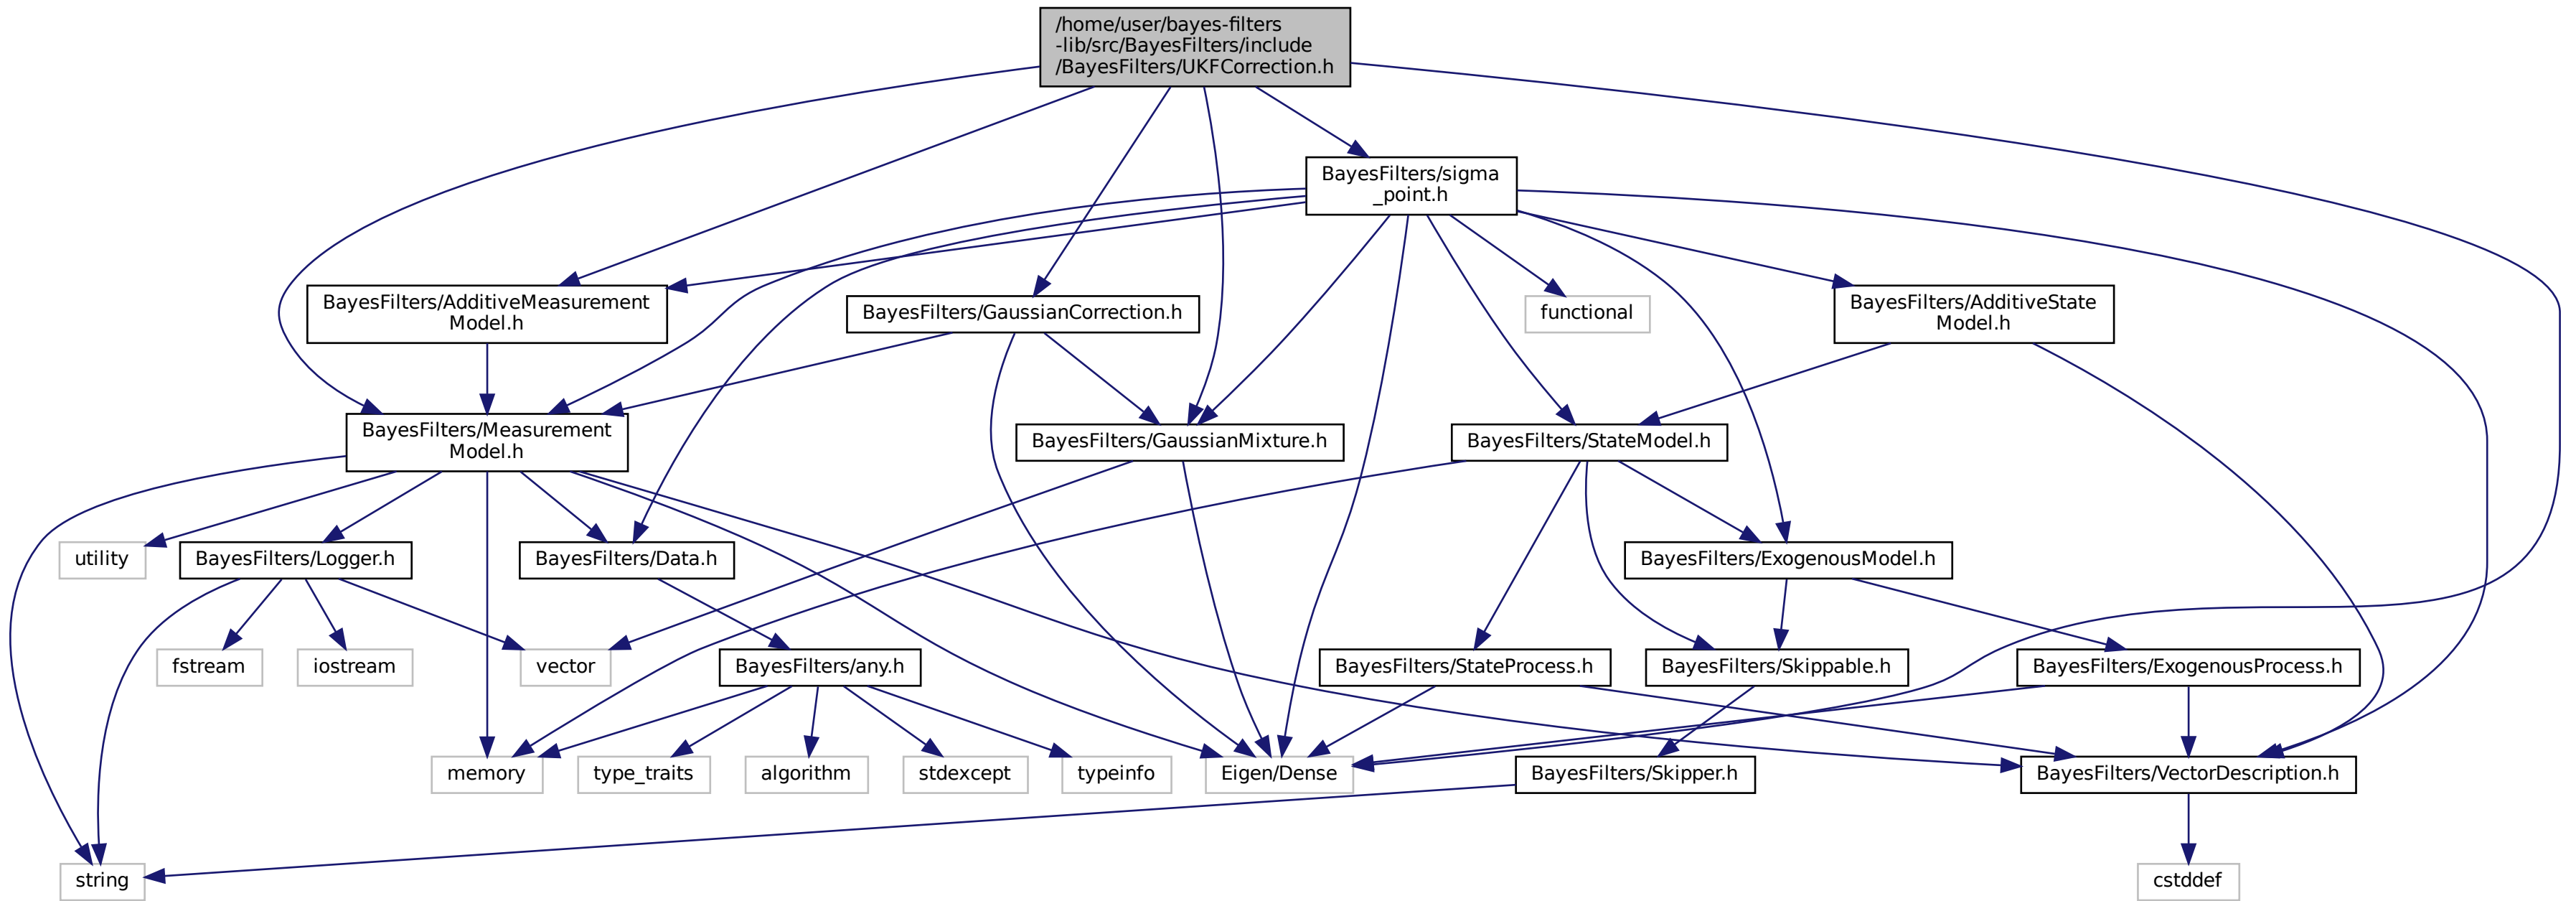 /home/user/bayes-filters
-lib/src/BayesFilters/include
/BayesFilters/UKFCorrection.h
BayesFilters/sigma
_point.h
BayesFilters/AdditiveMeasurement
Model.h
BayesFilters/GaussianCorrection.h
functional
BayesFilters/AdditiveState
Model.h
BayesFilters/Measurement
Model.h
BayesFilters/GaussianMixture.h
BayesFilters/StateModel.h
utility
BayesFilters/Logger.h
BayesFilters/Data.h
BayesFilters/ExogenousModel.h
fstream
iostream
vector
BayesFilters/any.h
BayesFilters/StateProcess.h
BayesFilters/Skippable.h
BayesFilters/ExogenousProcess.h
memory
type_traits
algorithm
stdexcept
typeinfo
Eigen/Dense
BayesFilters/Skipper.h
BayesFilters/VectorDescription.h
string
cstddef